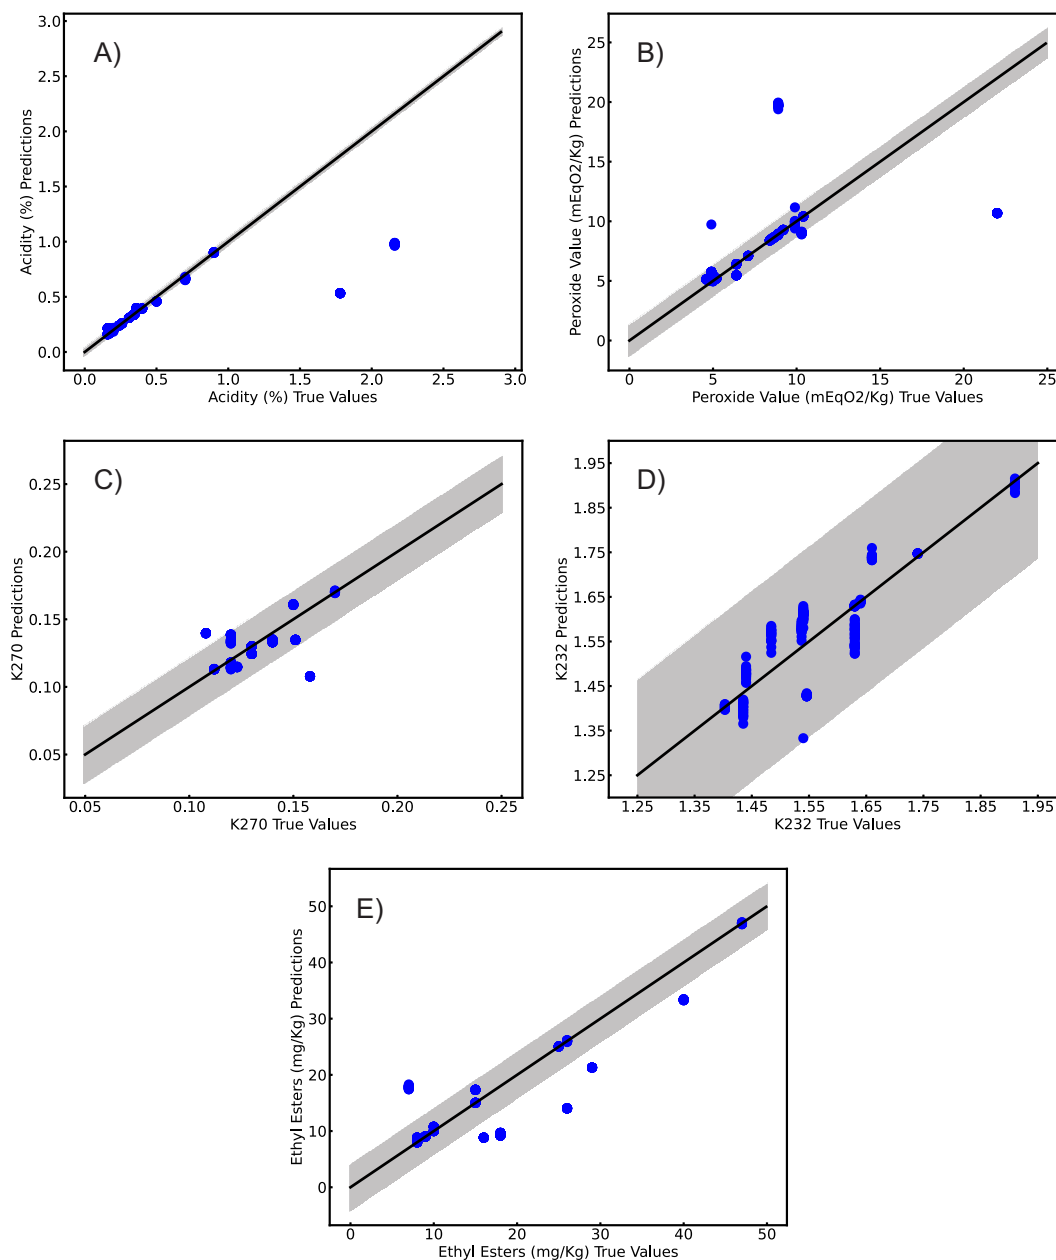 A)
Acidity (%) Predictions
3.0
2.5
2.0
1.5
1.0
0.5
0.0
0.0 0.5 1.0 1.5 2.0 2.5 3.0
Acidity (%) True Values
B)
Peroxide Value (mEqO2/Kg) Predictions
25
20
15
10
5
0
0 5 10 15 20 25
Peroxide Value (mEqO2/Kg) True Values
C)
K270 Predictions
0.25
0.20
0.15
0.10
0.05
0.05 0.10 0.15 0.20 0.25
K270 True Values
D)
K232 Predictions
1.95
1.85
1.75
1.65
1.55
1.45
1.35
1.25
1.25 1.35 1.45 1.55 1.65 1.75 1.85 1.95
K232 True Values
E)
Ethyl Esters (mg/Kg) Predictions
50
40
30
20
10
0
0 10 20 30 40 50
Ethyl Esters (mg/Kg) True Values